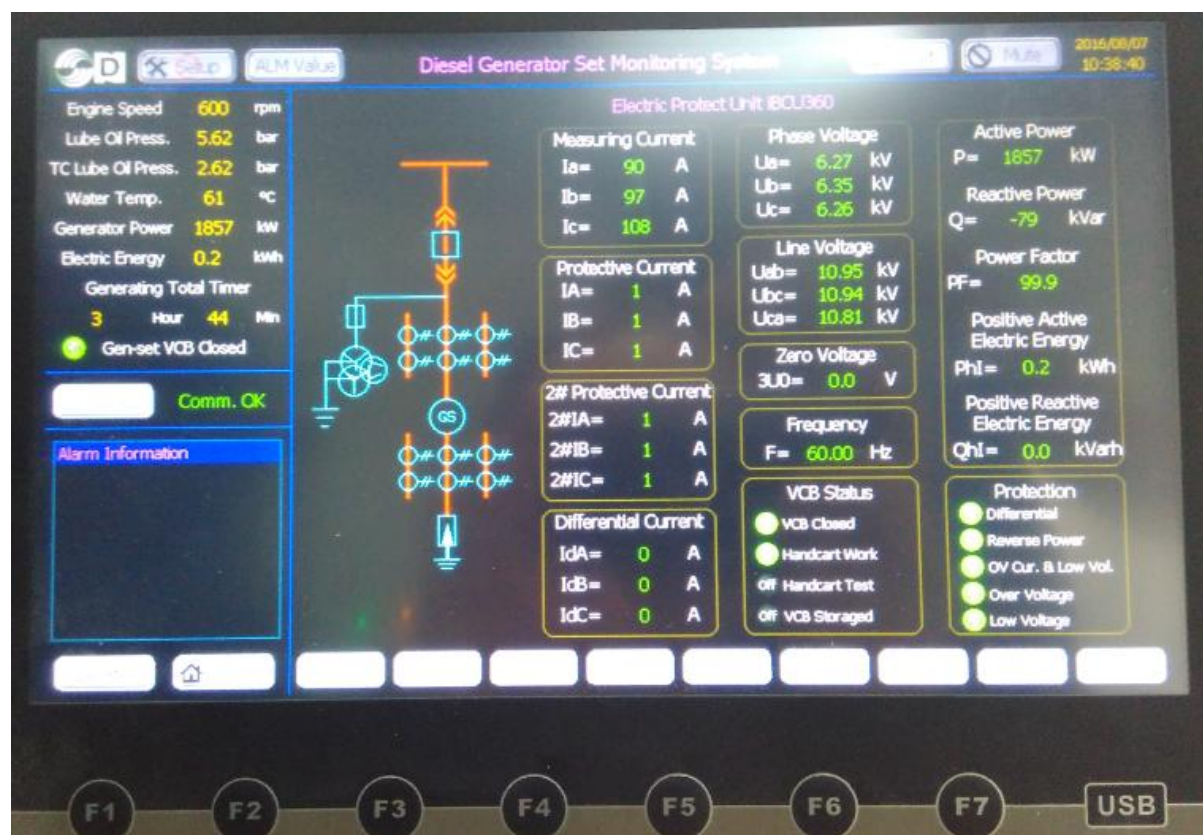 D Setup ALM Value Diesel Generator Set Monitoring System Mute 2016/08/07
10:38:40
Engine Speed 600 rpm
Lube Oil Press. 5.62 bar
TC Lube Oil Press. 2.62 bar
Water Temp. 61 ℃
Generator Power 1857 kW
Electric Energy 0.2 kWh
Generating Total Timer
3 Hour 44 Min
Gen-set VCB Closed
Comm. OK
Alarm Information
Electric Protect Unit iBCU360
GS
Measuring Current
Ia= 90 A
Ib= 97 A
Ic= 108 A
Protective Current
IA= 1 A
IB= 1 A
IC= 1 A
2# Protective Current
2#IA= 1 A
2#IB= 1 A
2#IC= 1 A
Differential Current
IdA= 0 A
IdB= 0 A
IdC= 0 A
Phase Voltage
Ua= 6.27 kV
Ub= 6.35 kV
Uc= 6.26 kV
Line Voltage
Uab= 10.95 kV
Ubc= 10.94 kV
Uca= 10.81 kV
Zero Voltage
3U0= 0.0 V
Frequency
F= 60.00 Hz
VCB Status
VCB Closed
Handcart Work
Off Handcart Test
Off VCB Storaged
Active Power
P= 1857 kW
Reactive Power
Q= -79 kVar
Power Factor
PF= 99.9
Positive Active
Electric Energy
PhI= 0.2 kWh
Positive Reactive
Electric Energy
QhI= 0.0 kVarh
Protection
Differential
Reverse Power
OV Cur. & Low Vol.
Over Voltage
Low Voltage
F1 F2 F3 F4 F5 F6 F7 USB